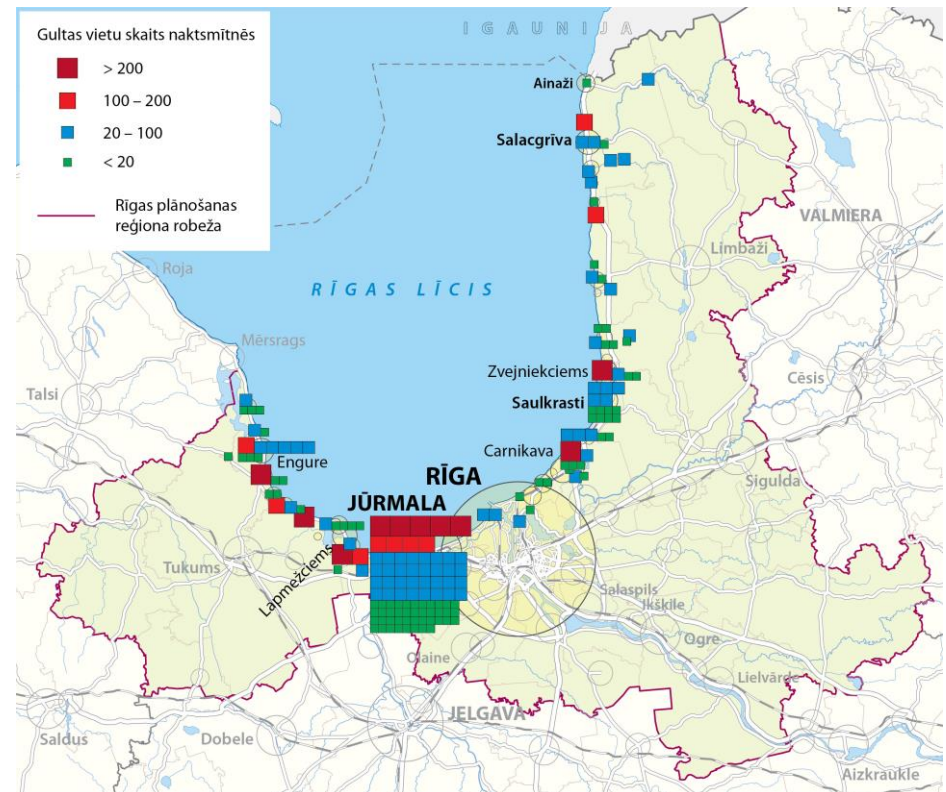 IGAUNIJA
Gultas vietu skaits naktsmītnēs
> 200
100 – 200
20 – 100
< 20
Rīgas plānošanas
reģiona robeža
Ainaži
Salacgrīva
VALMIERA
Limbaži
Roja
RĪGAS LĪCIS
Mērsrags
Zvejniekciems
Cēsis
Talsi
Saulkrasti
Carnikava
Engure
RĪGA
Sigulda
JŪRMALA
Tukums
Lapmežciems
Salaspils
Ikšķile
Ogre
Olaine
Lielvārde
JELGAVA
Saldus
Dobele
Aizkraukle